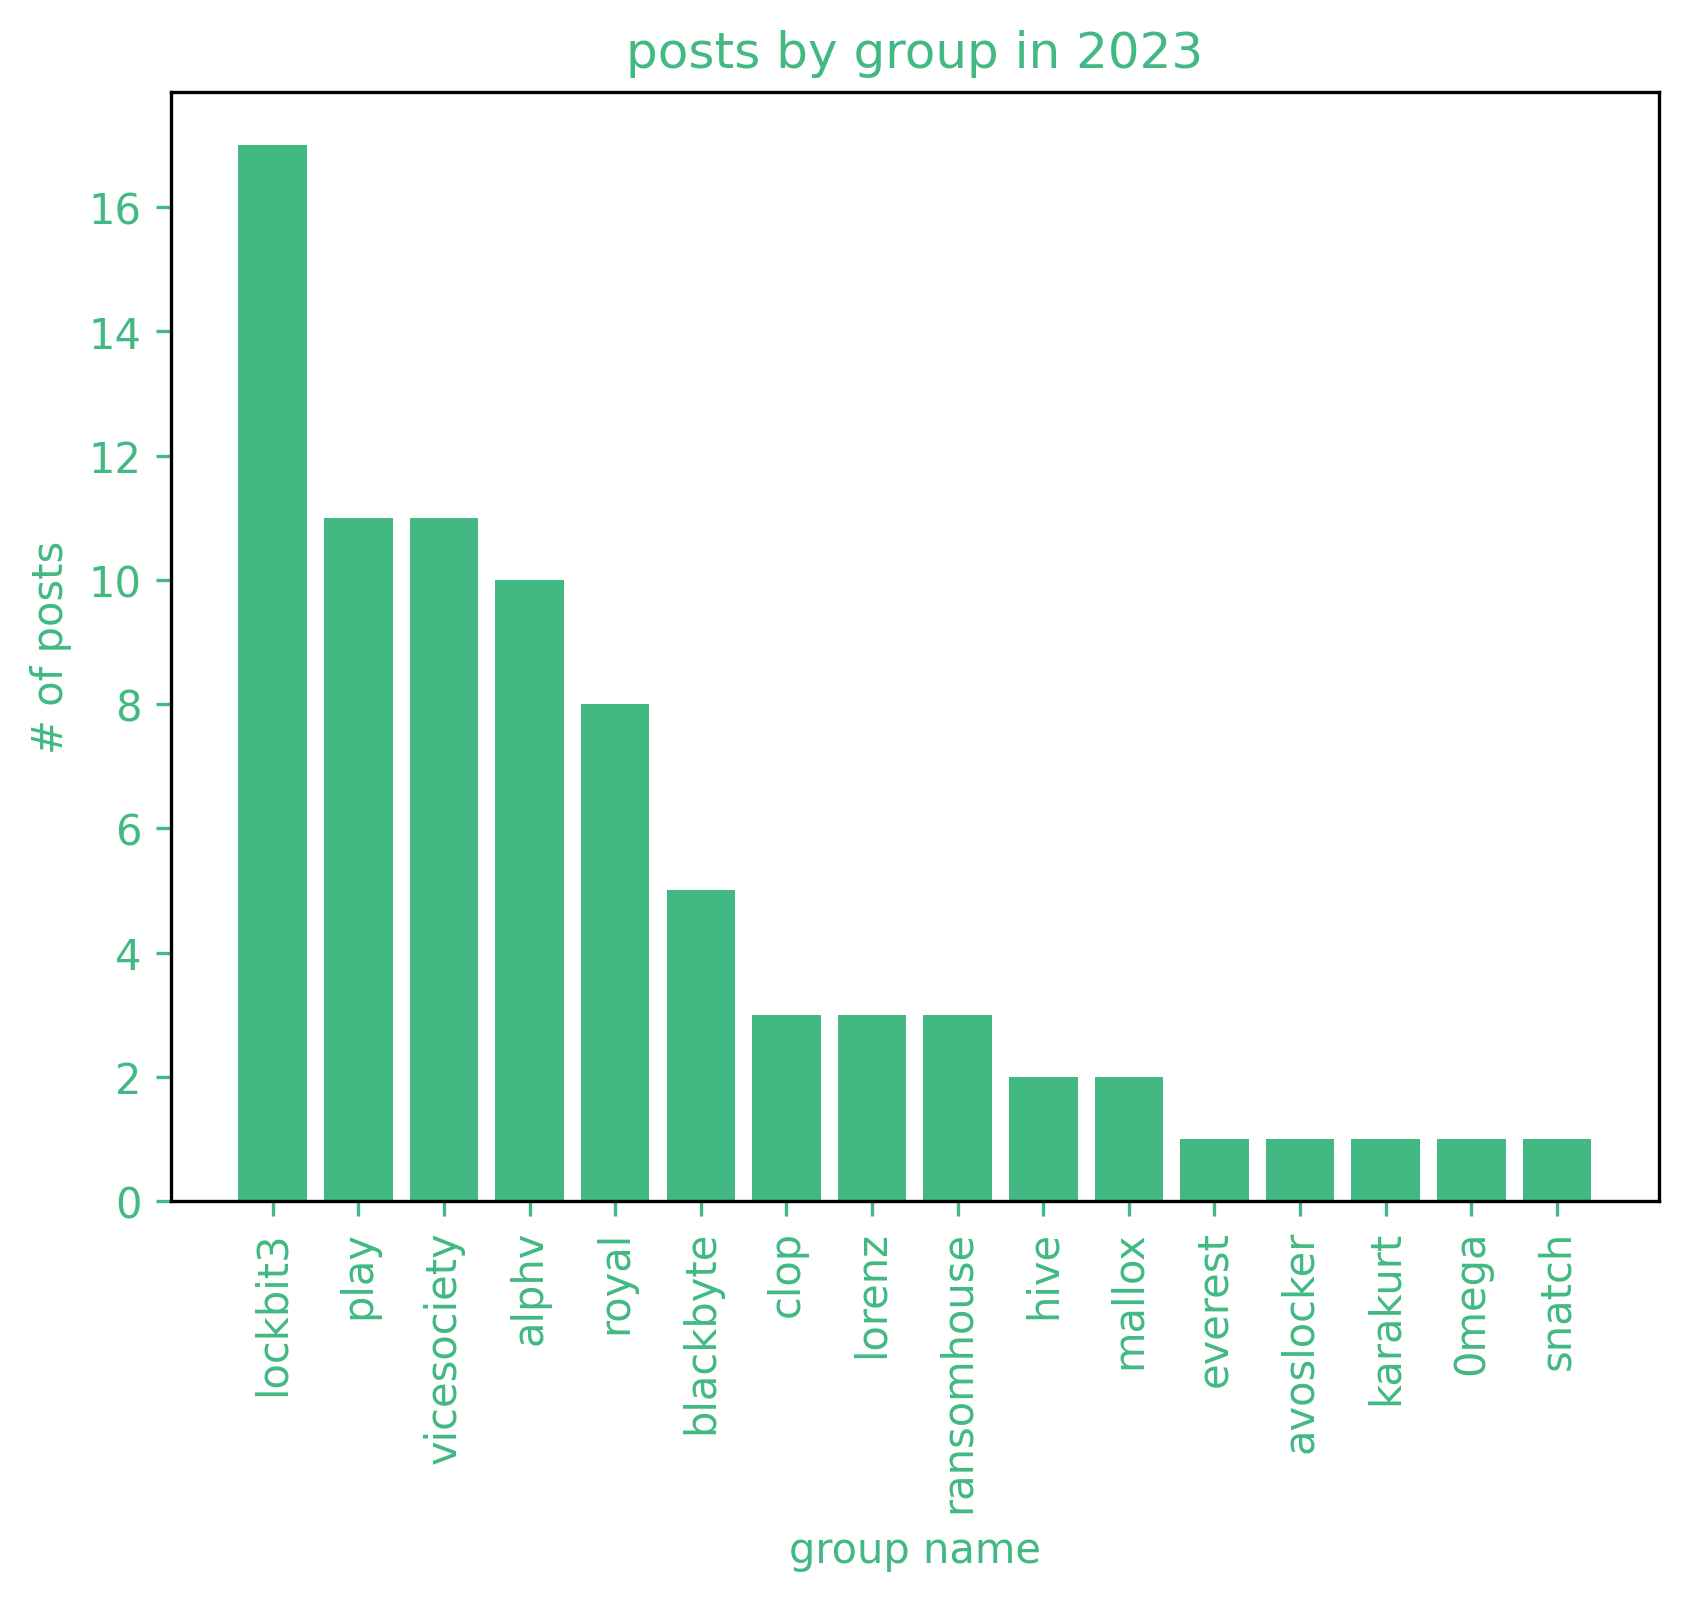 posts by group in 2023
16
14
12
10
8
6
4
2
0
# of posts
lockbit3
play
vicesociety
alphv
royal
blackbyte
clop
lorenz
ransomhouse
hive
mallox
everest
avoslocker
karakurt
0mega
snatch
group name